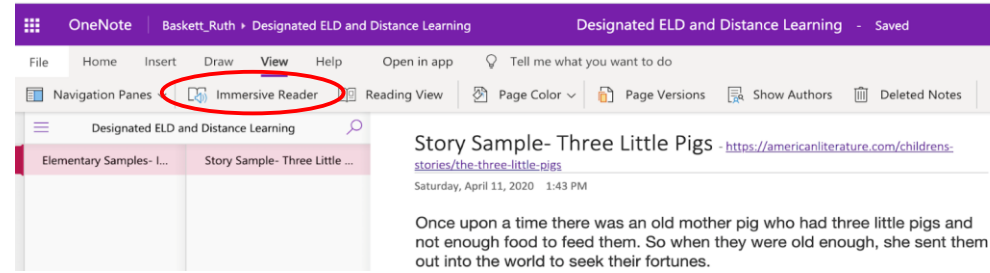 OneNote Baskett_Ruth ▸ Designated ELD and Distance Learning Designated ELD and Distance Learning - Saved
File Home Insert Draw View Help Open in app Tell me what you want to do
Navigation Panes Immersive Reader Reading View Page Color Page Versions Show Authors Deleted Notes
Designated ELD and Distance Learning
Elementary Samples- I... Story Sample- Three Little ...
Story Sample- Three Little Pigs - https://americanliterature.com/childrens-
stories/the-three-little-pigs
Saturday, April 11, 2020 1:43 PM
Once upon a time there was an old mother pig who had three little pigs and
not enough food to feed them. So when they were old enough, she sent them
out into the world to seek their fortunes.